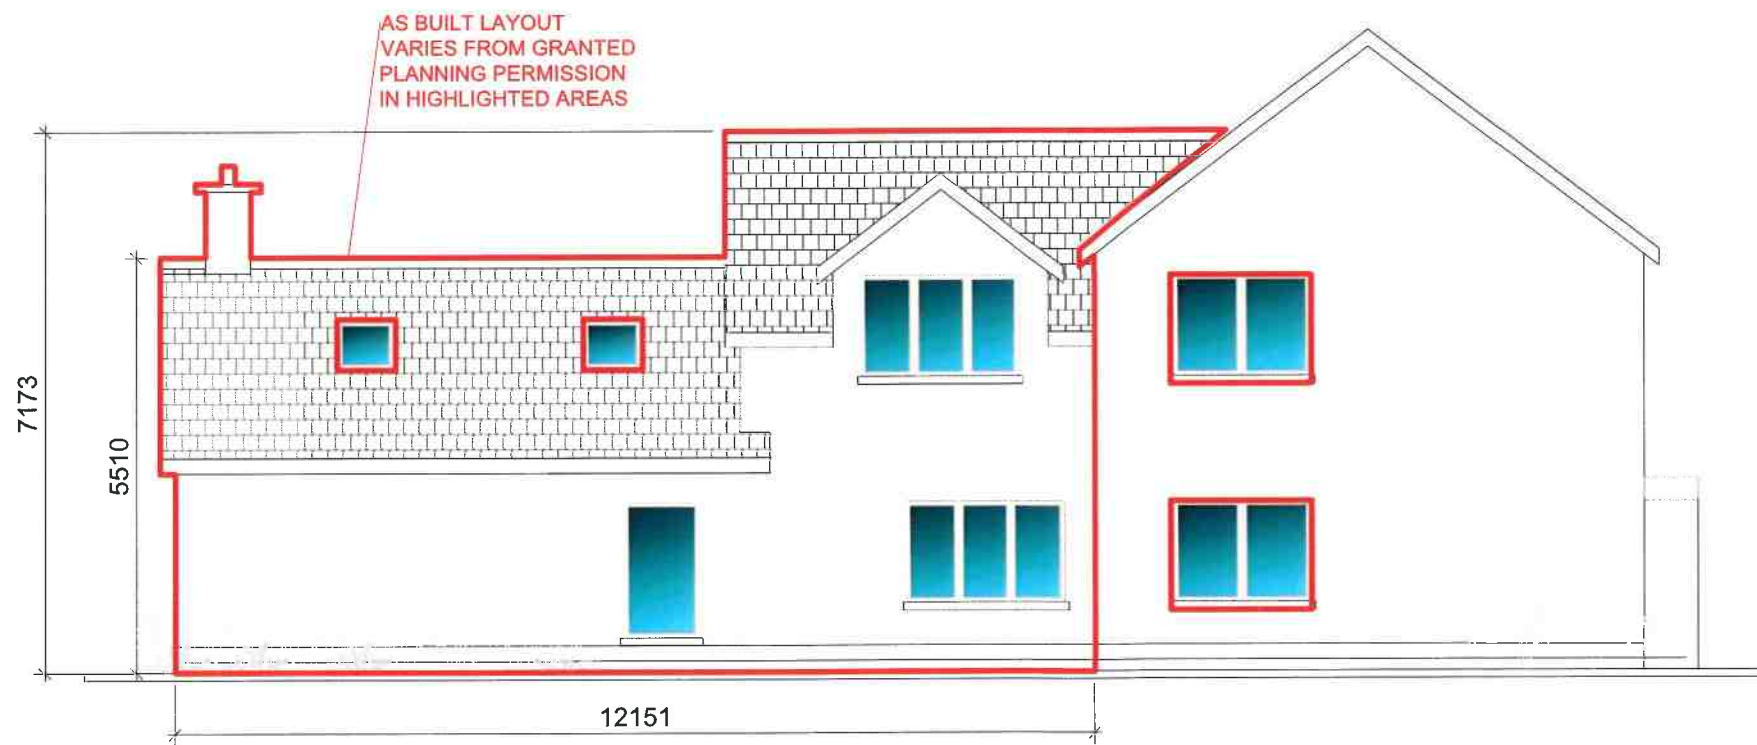 AS BUILT LAYOUT
VARIES FROM GRANTED
PLANNING PERMISSION
IN HIGHLIGHTED AREAS
7173
5510
12151